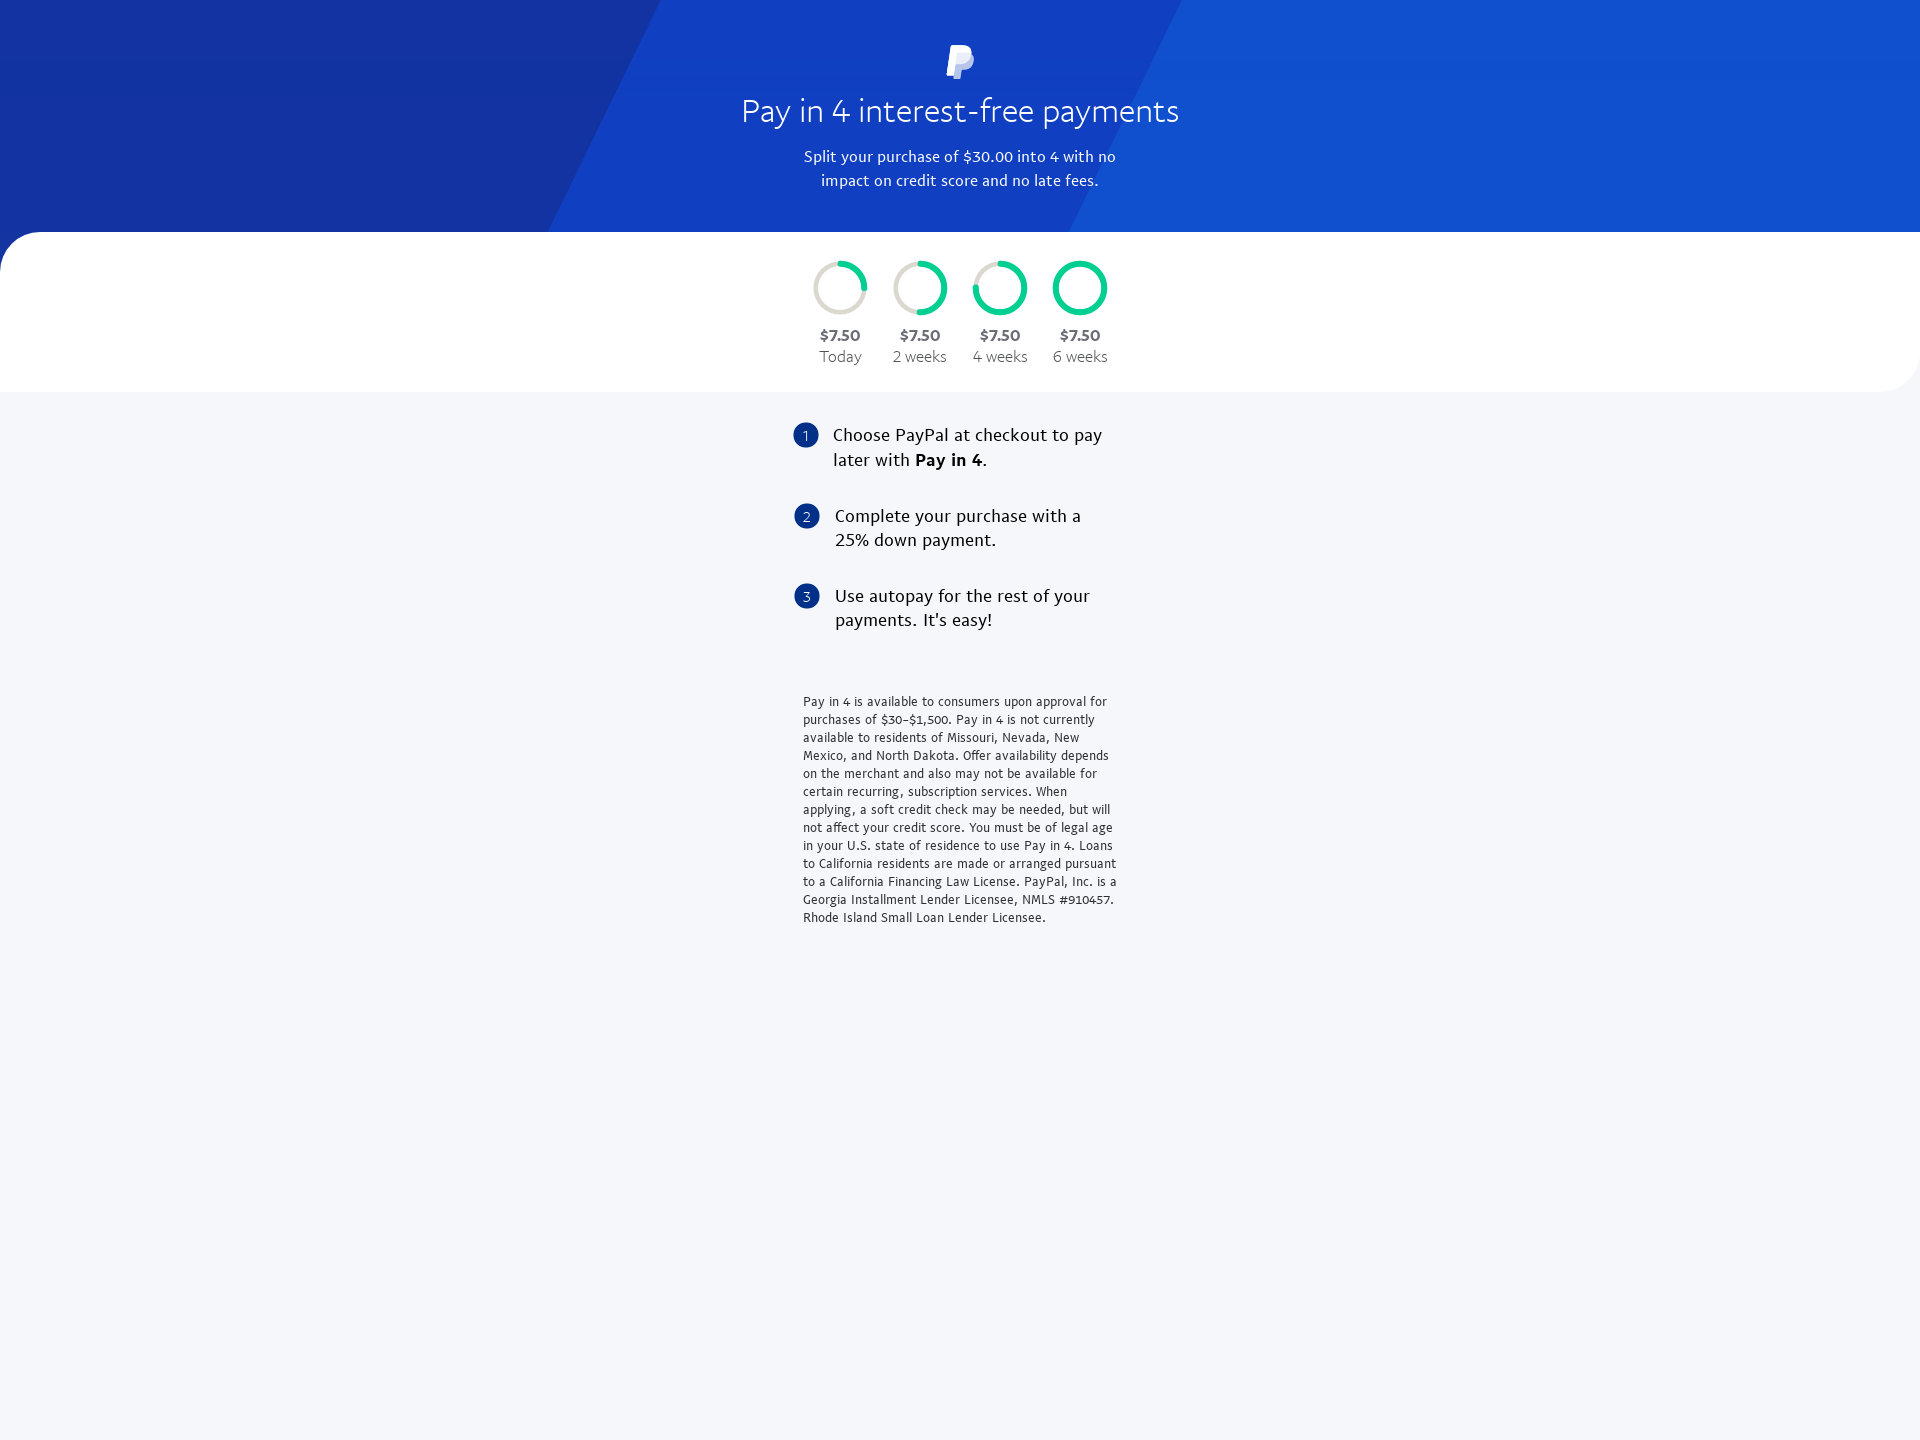 Pay in 4 interest-free payments
Split your purchase of $30.00 into 4 with no
impact on credit score and no late fees.
$7.50 $7.50 $7.50 $7.50
Today 2 weeks 4 weeks 6 weeks
1 Choose PayPal at checkout to pay
later with Pay in 4.
2 Complete your purchase with a
25% down payment.
3 Use autopay for the rest of your
payments. It's easy!
Pay in 4 is available to consumers upon approval for
purchases of $30–$1,500. Pay in 4 is not currently
available to residents of Missouri, Nevada, New
Mexico, and North Dakota. Offer availability depends
on the merchant and also may not be available for
certain recurring, subscription services. When
applying, a soft credit check may be needed, but will
not affect your credit score. You must be of legal age
in your U.S. state of residence to use Pay in 4. Loans
to California residents are made or arranged pursuant
to a California Financing Law License. PayPal, Inc. is a
Georgia Installment Lender Licensee, NMLS #910457.
Rhode Island Small Loan Lender Licensee.